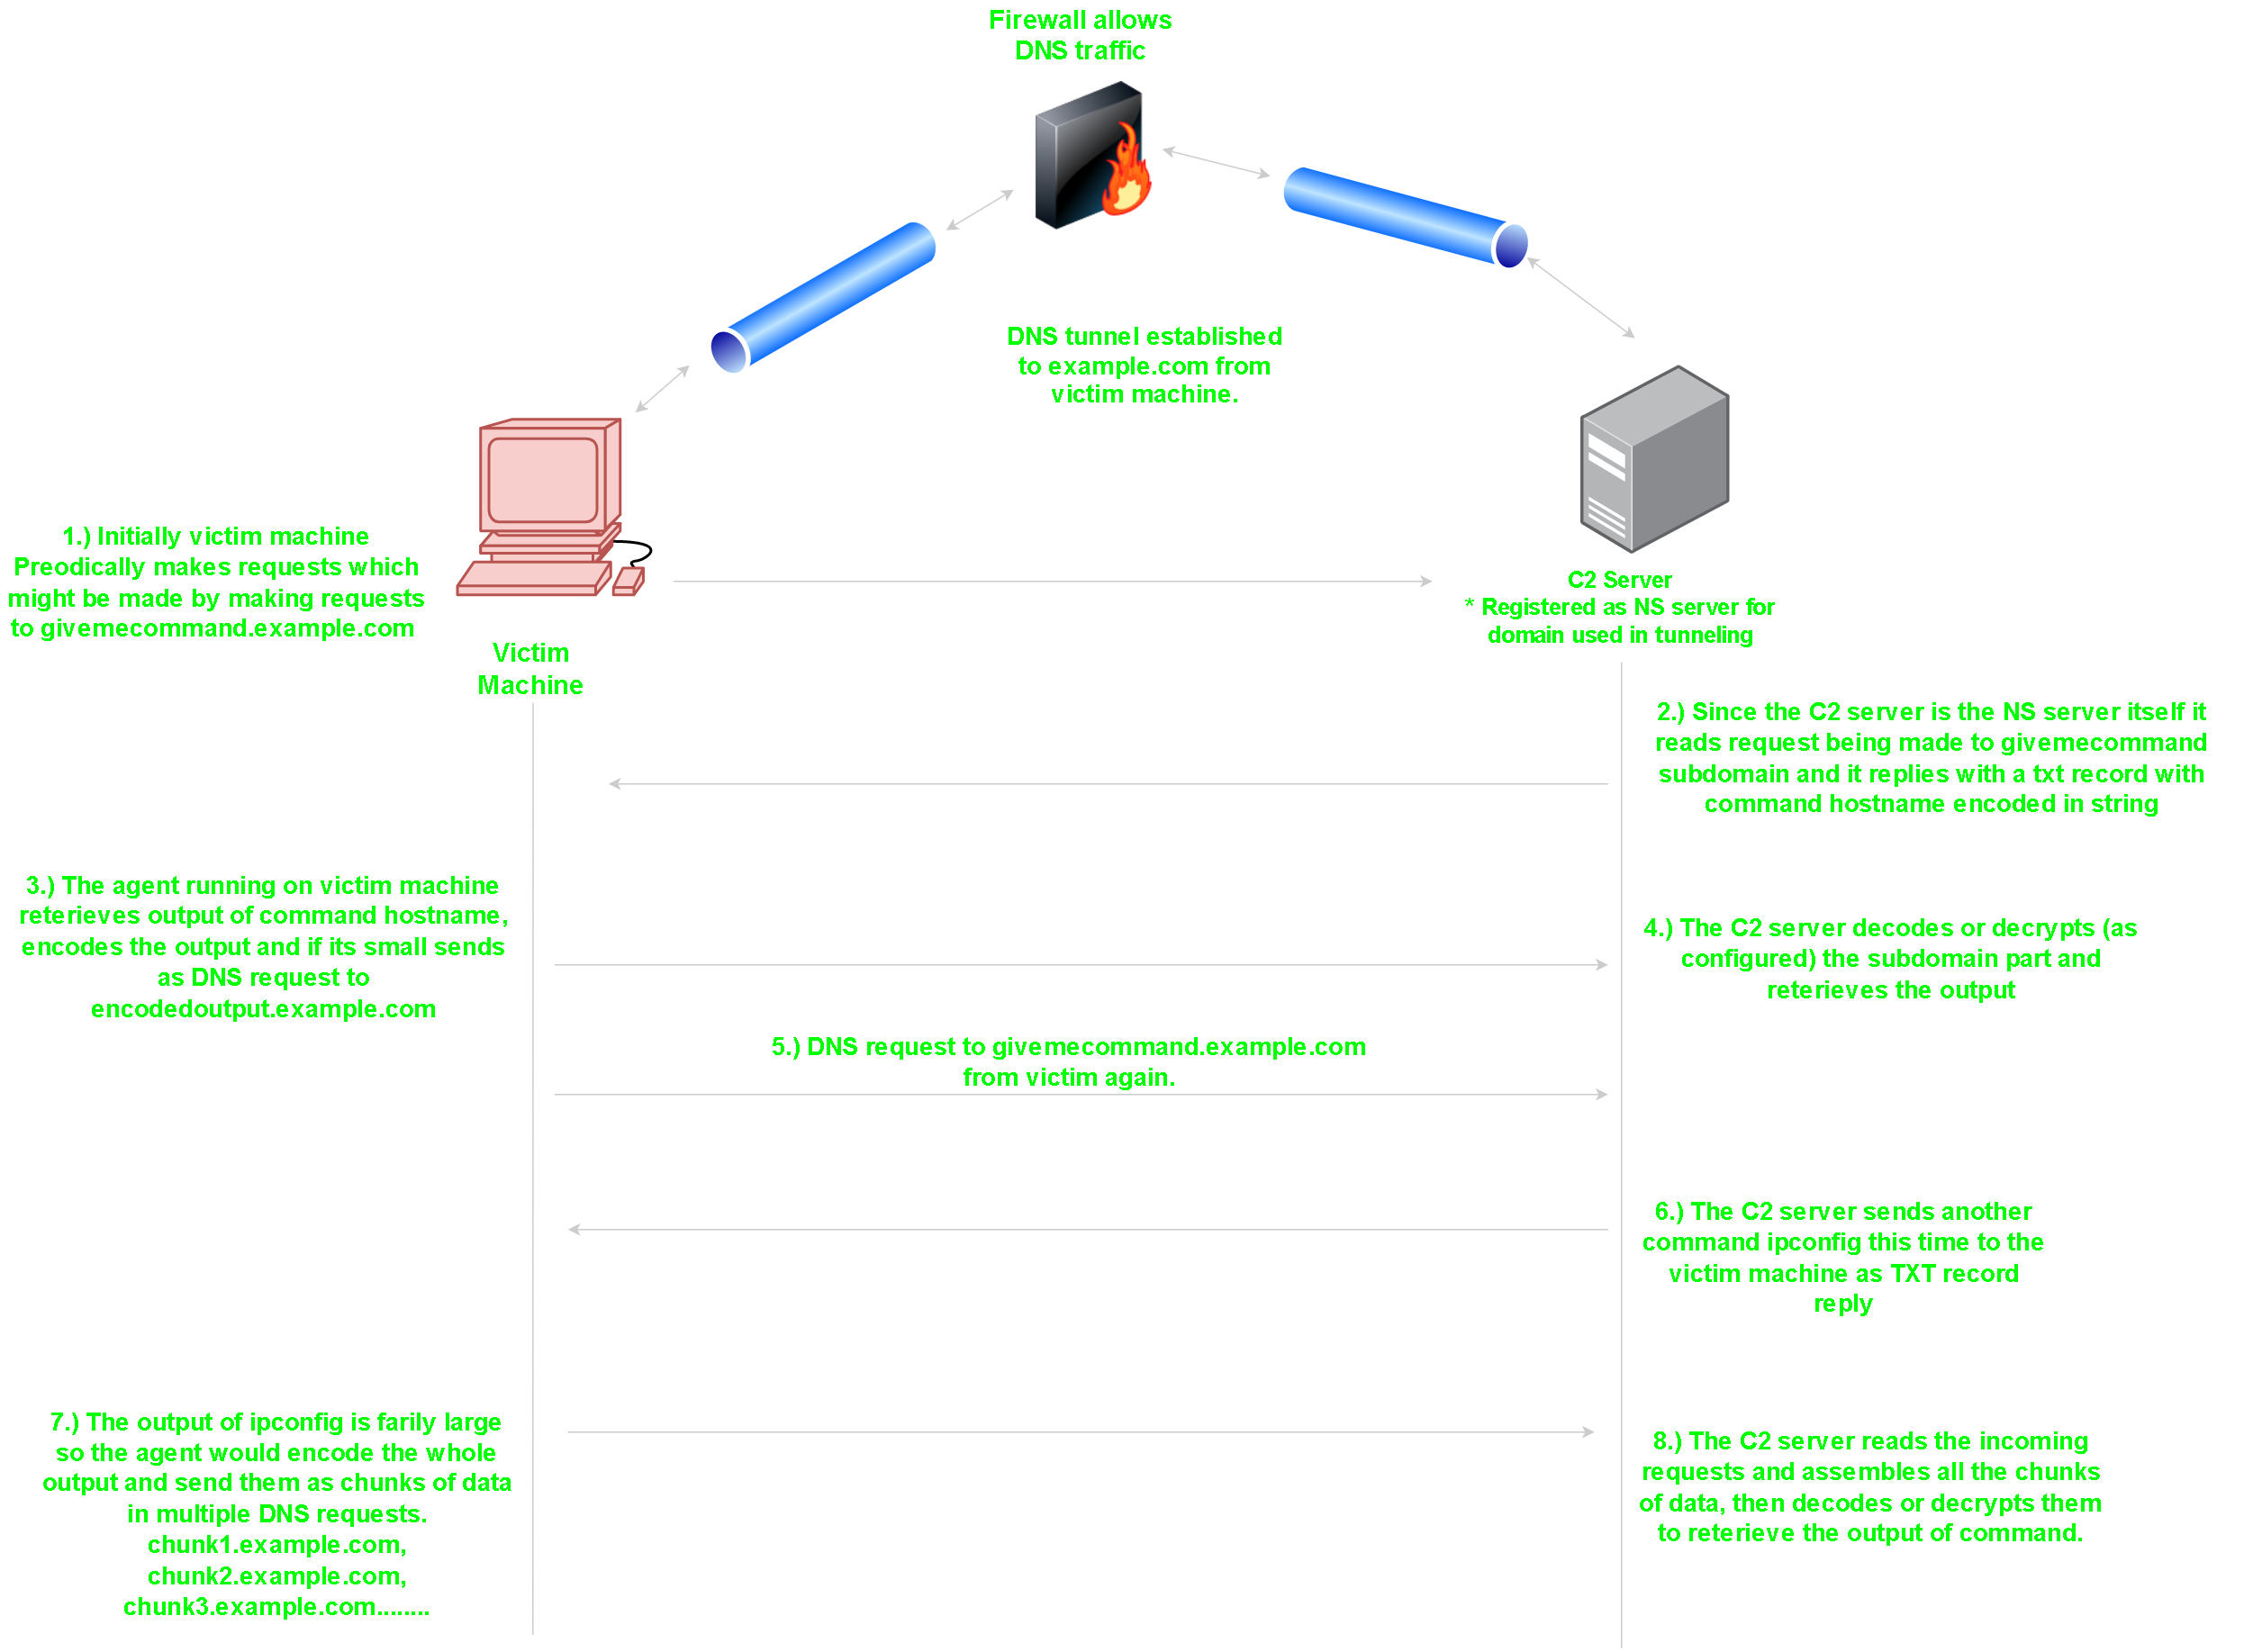 Firewall allows
DNS traffic
DNS tunnel established
to example.com from
victim machine.
1.) Initially victim machine
Preodically makes requests which
might be made by making requests
to givemecommand.example.com
Victim
Machine
C2 Server
* Registered as NS server for
domain used in tunneling
2.) Since the C2 server is the NS server itself it
reads request being made to givemecommand
subdomain and it replies with a txt record with
command hostname encoded in string
3.) The agent running on victim machine
reterieves output of command hostname,
encodes the output and if its small sends
as DNS request to
encodedoutput.example.com
4.) The C2 server decodes or decrypts (as
configured) the subdomain part and
reterieves the output
5.) DNS request to givemecommand.example.com
from victim again.
6.) The C2 server sends another
command ipconfig this time to the
victim machine as TXT record
reply
7.) The output of ipconfig is farily large
so the agent would encode the whole
output and send them as chunks of data
in multiple DNS requests.
chunk1.example.com,
chunk2.example.com,
chunk3.example.com........
8.) The C2 server reads the incoming
requests and assembles all the chunks
of data, then decodes or decrypts them
to reterieve the output of command.